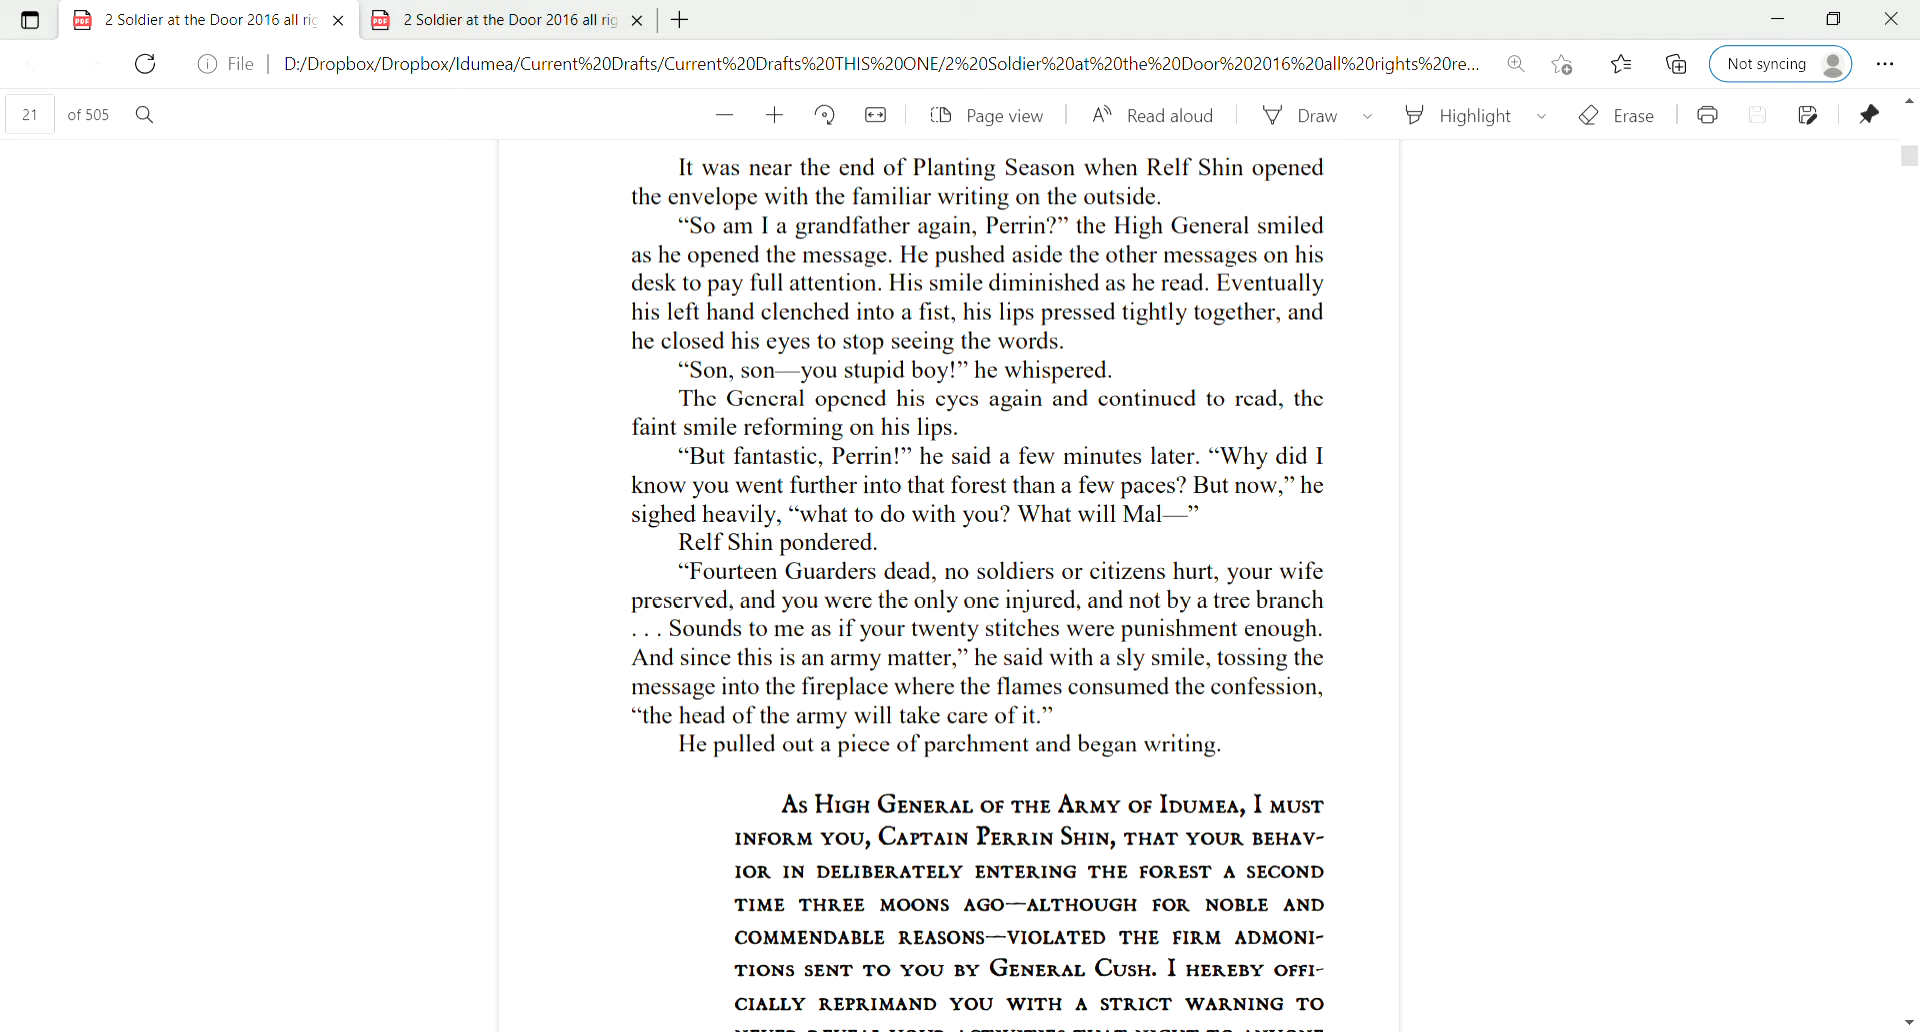 2 Soldier at the Door 2016 all rig
2 Soldier at the Door 2016 all rig
File
D:/Dropbox/Dropbox/Idumea/Current%20Drafts/Current%20Drafts%20THIS%20ONE/2%20Soldier%20at%20the%20Door%202016%20all%20rights%20re...
Not syncing
21 of 505
Page view
Read aloud
Draw
Highlight
Erase
It was near the end of Planting Season when Relf Shin opened
the envelope with the familiar writing on the outside.
“So am I a grandfather again, Perrin?” the High General smiled
as he opened the message. He pushed aside the other messages on his
desk to pay full attention. His smile diminished as he read. Eventually
his left hand clenched into a fist, his lips pressed tightly together, and
he closed his eyes to stop seeing the words.
“Son, son—you stupid boy!” he whispered.
The General opened his eyes again and continued to read, the
faint smile reforming on his lips.
“But fantastic, Perrin!” he said a few minutes later. “Why did I
know you went further into that forest than a few paces? But now,” he
sighed heavily, “what to do with you? What will Mal—”
Relf Shin pondered.
“Fourteen Guarders dead, no soldiers or citizens hurt, your wife
preserved, and you were the only one injured, and not by a tree branch
. . . Sounds to me as if your twenty stitches were punishment enough.
And since this is an army matter,” he said with a sly smile, tossing the
message into the fireplace where the flames consumed the confession,
“the head of the army will take care of it.”
He pulled out a piece of parchment and began writing.
As High General of the Army of Idumea, I must
inform you, Captain Perrin Shin, that your behav-
ior in deliberately entering the forest a second
time three moons ago—although for noble and
commendable reasons—violated the firm admoni-
tions sent to you by General Cush. I hereby offi-
cially reprimand you with a strict warning to
never reveal your activities that night to anyone